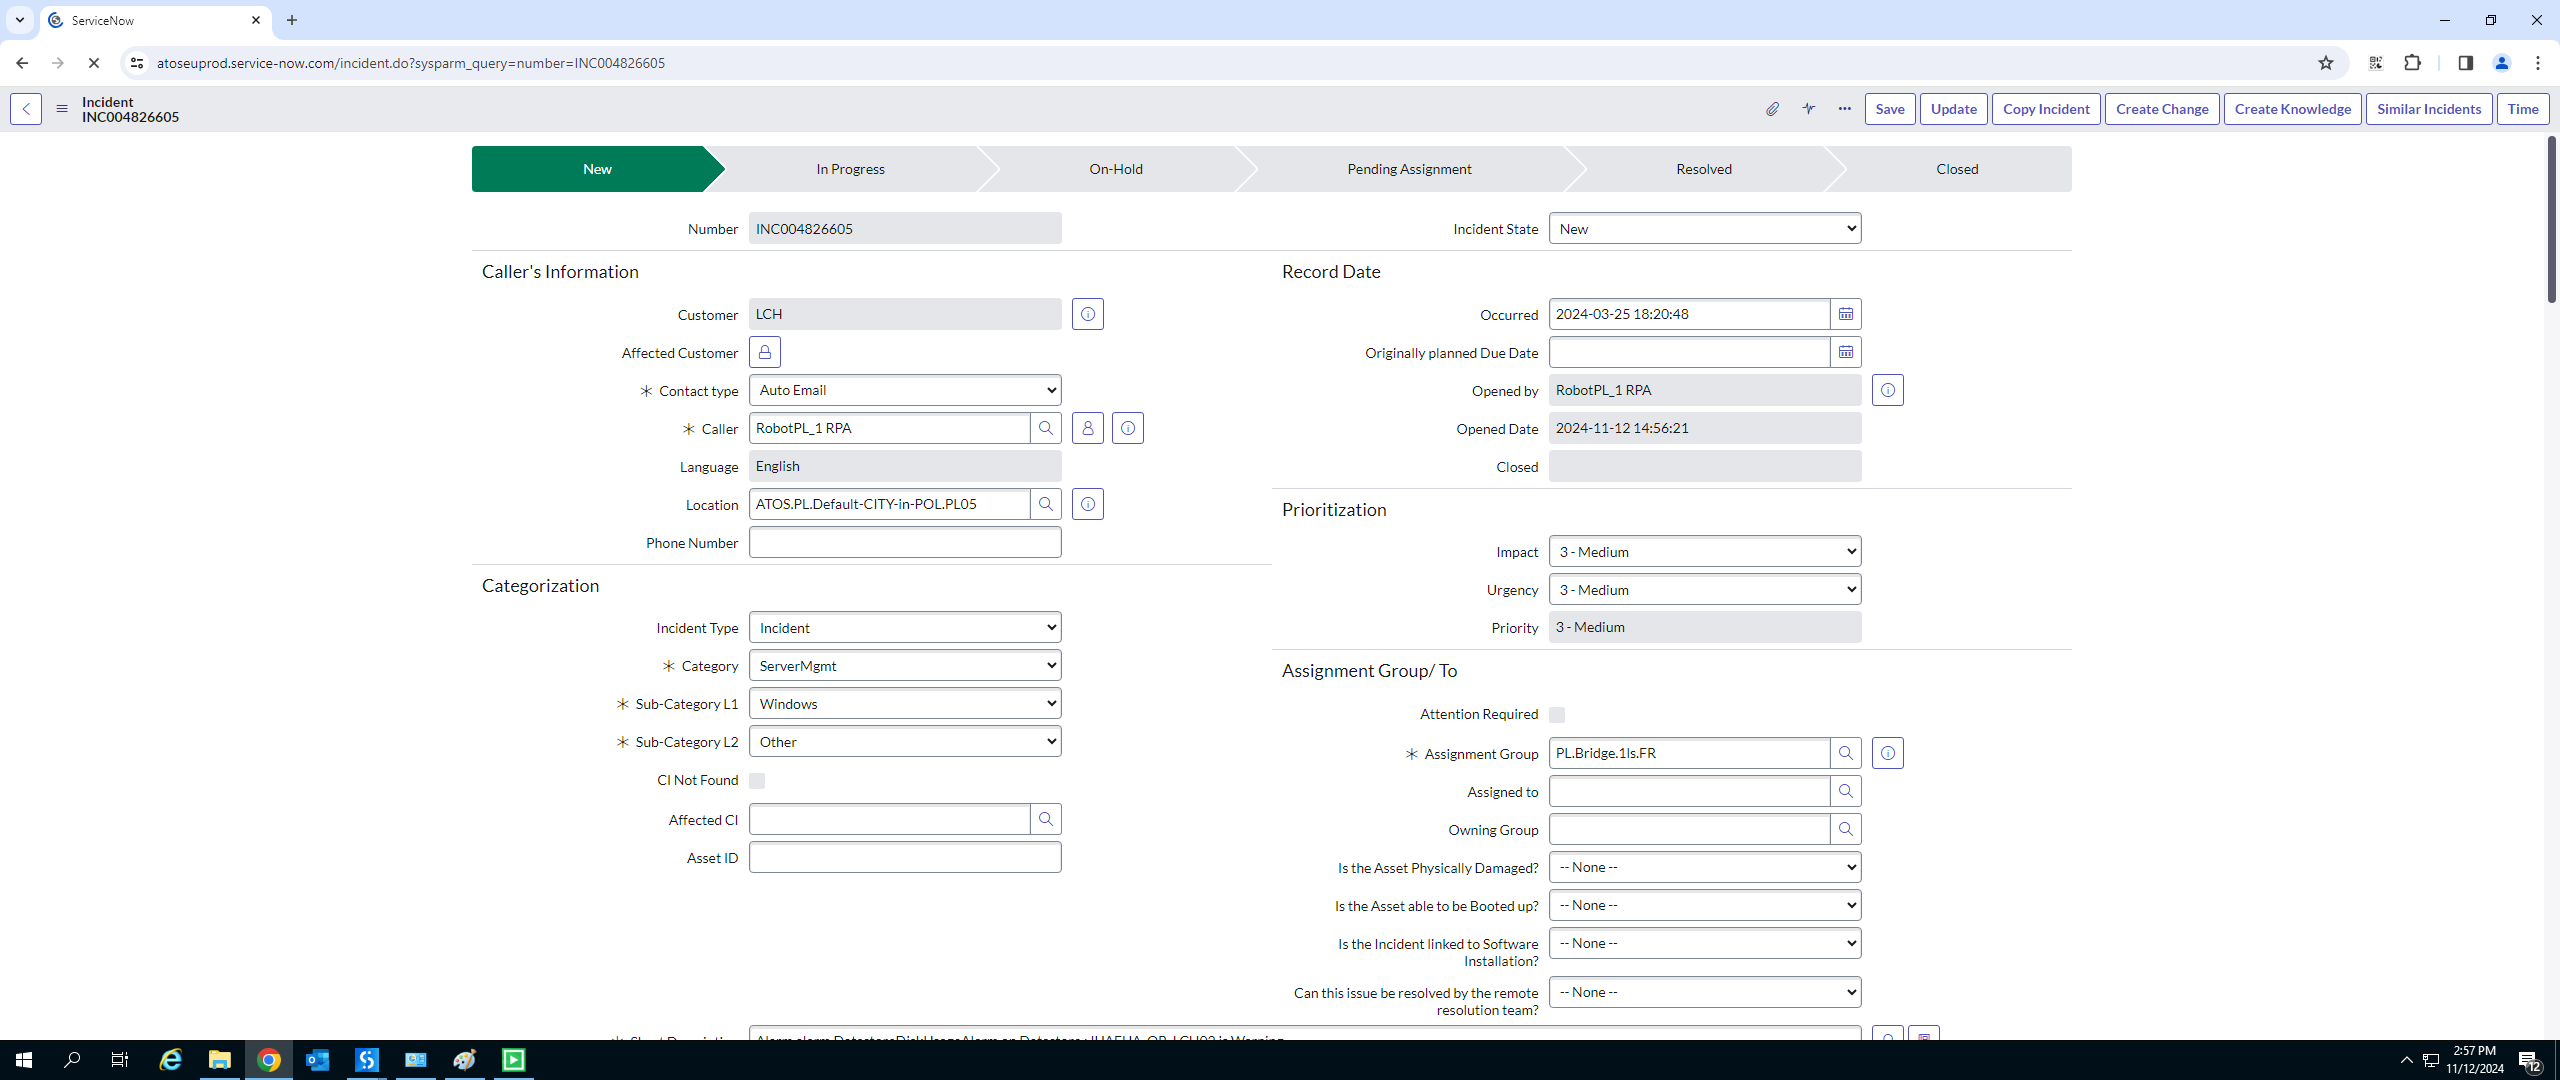 ServiceNow
atoseuprod.service-now.com/incident.do?sysparm_query=number=INC004826605
Incident
INC004826605
Save
Update
Copy Incident
Create Change
Create Knowledge
Similar Incidents
Time
New
In Progress
On-Hold
Pending Assignment
Resolved
Closed
Number
INC004826605
Incident State
New
Caller's Information
Customer
LCH
Affected Customer
Contact type
Auto Email
Caller
RobotPL_1 RPA
Language
English
Location
ATOS.PL.Default-CITY-in-POL.PL05
Phone Number
Categorization
Incident Type
Incident
Category
ServerMgmt
Sub-Category L1
Windows
Sub-Category L2
Other
CI Not Found
Affected CI
Asset ID
Record Date
Occurred
2024-03-25 18:20:48
Originally planned Due Date
Opened by
RobotPL_1 RPA
Opened Date
2024-11-12 14:56:21
Closed
Prioritization
Impact
3 - Medium
Urgency
3 - Medium
Priority
3 - Medium
Assignment Group/ To
Attention Required
Assignment Group
PL.Bridge.1ls.FR
Assigned to
Owning Group
Is the Asset Physically Damaged?
-- None --
Is the Asset able to be Booted up?
-- None --
Is the Incident linked to Software
Installation?
-- None --
Can this issue be resolved by the remote
resolution team?
-- None --
Short Description
2:57 PM
11/12/2024
12